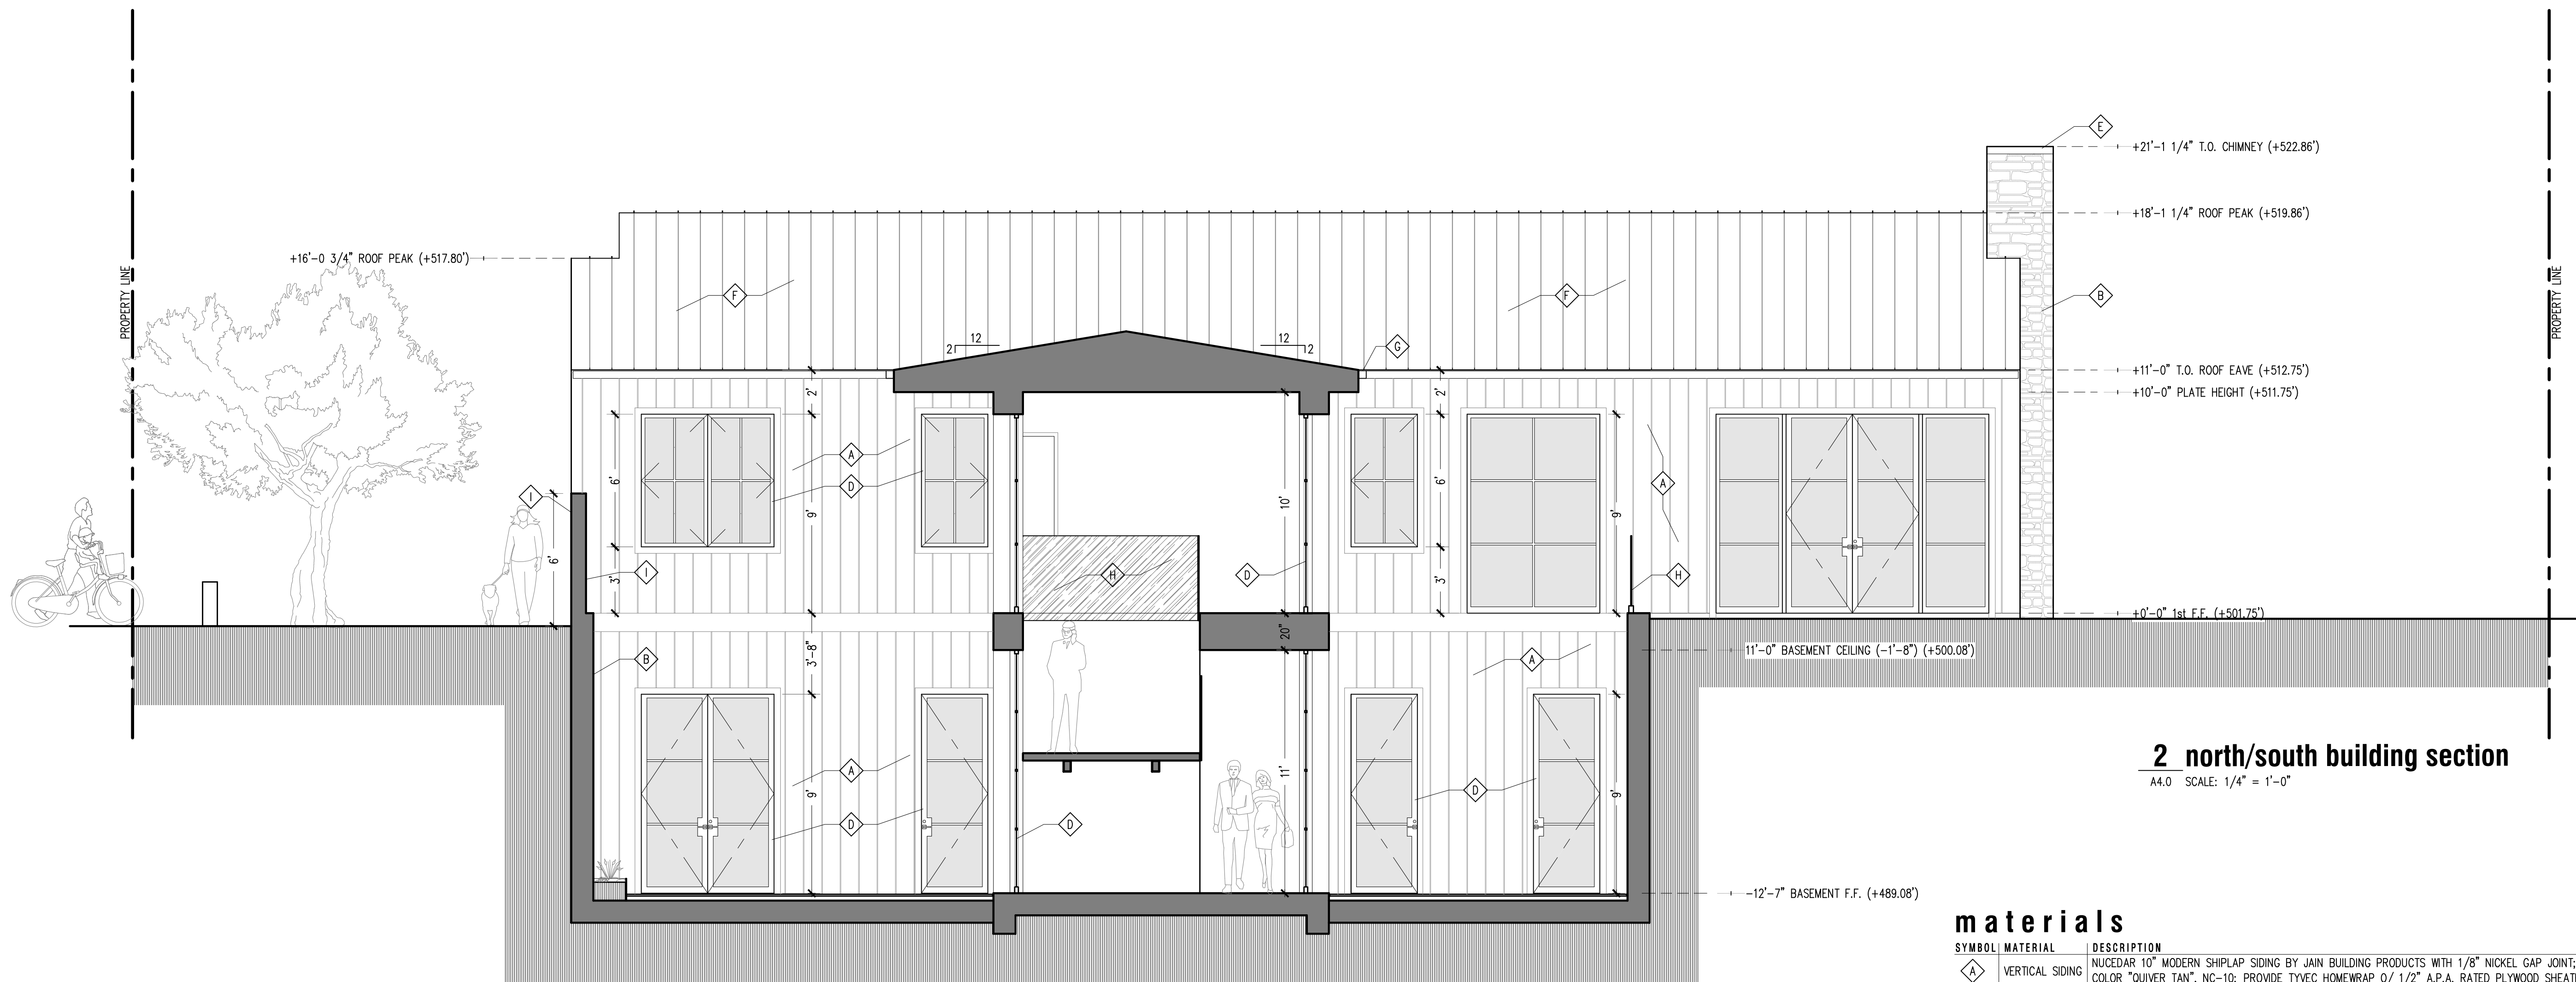 +21'-1 1/4" T.O. CHIMNEY (+522.86')
+18'-1 1/4" ROOF PEAK (+519.86')
+16'-0 3/4" ROOF PEAK (+517.80')
PROPERTY LINE
PROPERTY LINE
E
F
F
B
12
2
12
2
G
+11'-0" T.O. ROOF EAVE (+512.75')
+10'-0" PLATE HEIGHT (+511.75')
2'
2'
A
D
I
6'
9'
10'
6'
9'
A
6'
I
3'
H
D
3'
H
+0'-0" 1st F.F. (+501.75')
20"
3'-8"
B
A
11'-0" BASEMENT CEILING (-1'-8") (+500.08')
A
9'
D
D
11'
D
9'
-12'-7" BASEMENT F.F. (+489.08')
2 north/south building section
A4.0 SCALE: 1/4" = 1'-0"
materials
SYMBOL MATERIAL DESCRIPTION
A VERTICAL SIDING NUCEDAR 10" MODERN SHIPLAP SIDING BY JAIN BUILDING PRODUCTS WITH 1/8" NICKEL GAP JOINT;
COLOR "QUIVER TAN", NC-10; PROVIDE TYVEC HOMEWRAP O/ 1/2" A.P.A. RATED PLYWOOD